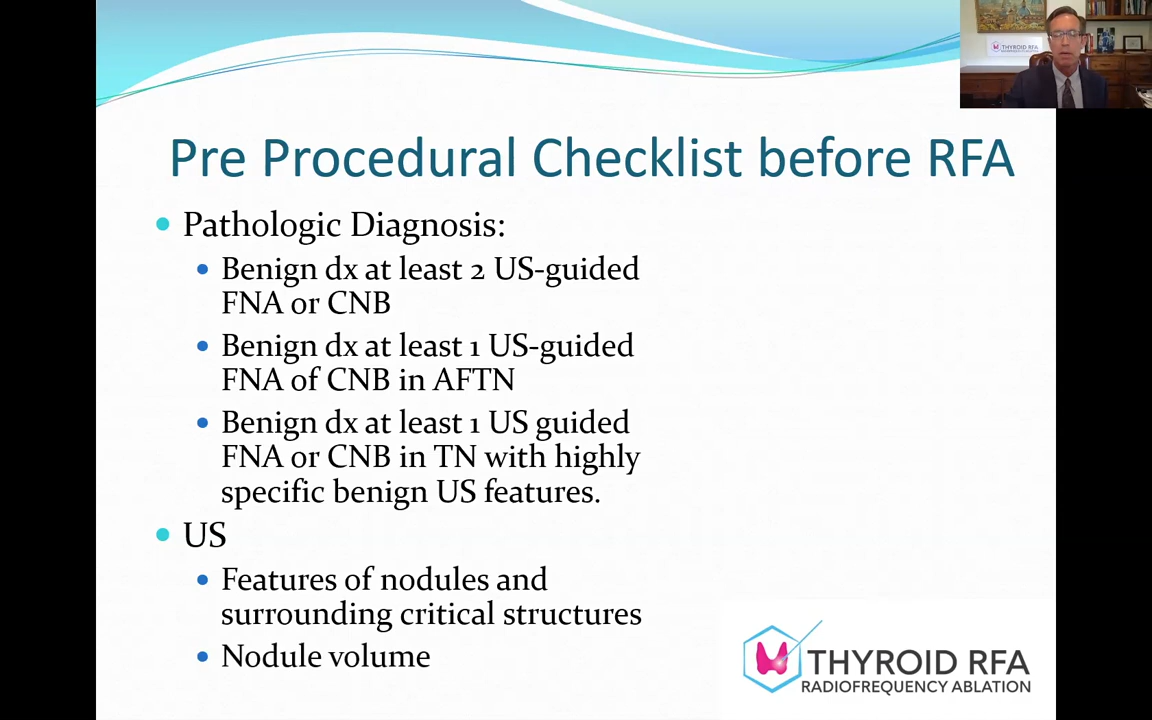 THYROID RFA
Pre Procedural Checklist before RFA
Pathologic Diagnosis:
Benign dx at least 2 US-guided
FNA or CNB
Benign dx at least 1 US-guided
FNA of CNB in AFTN
Benign dx at least 1 US guided
FNA or CNB in TN with highly
specific benign US features.
US
Features of nodules and
surrounding critical structures
Nodule volume
THYROID RFA
RADIOFREQUENCY ABLATION